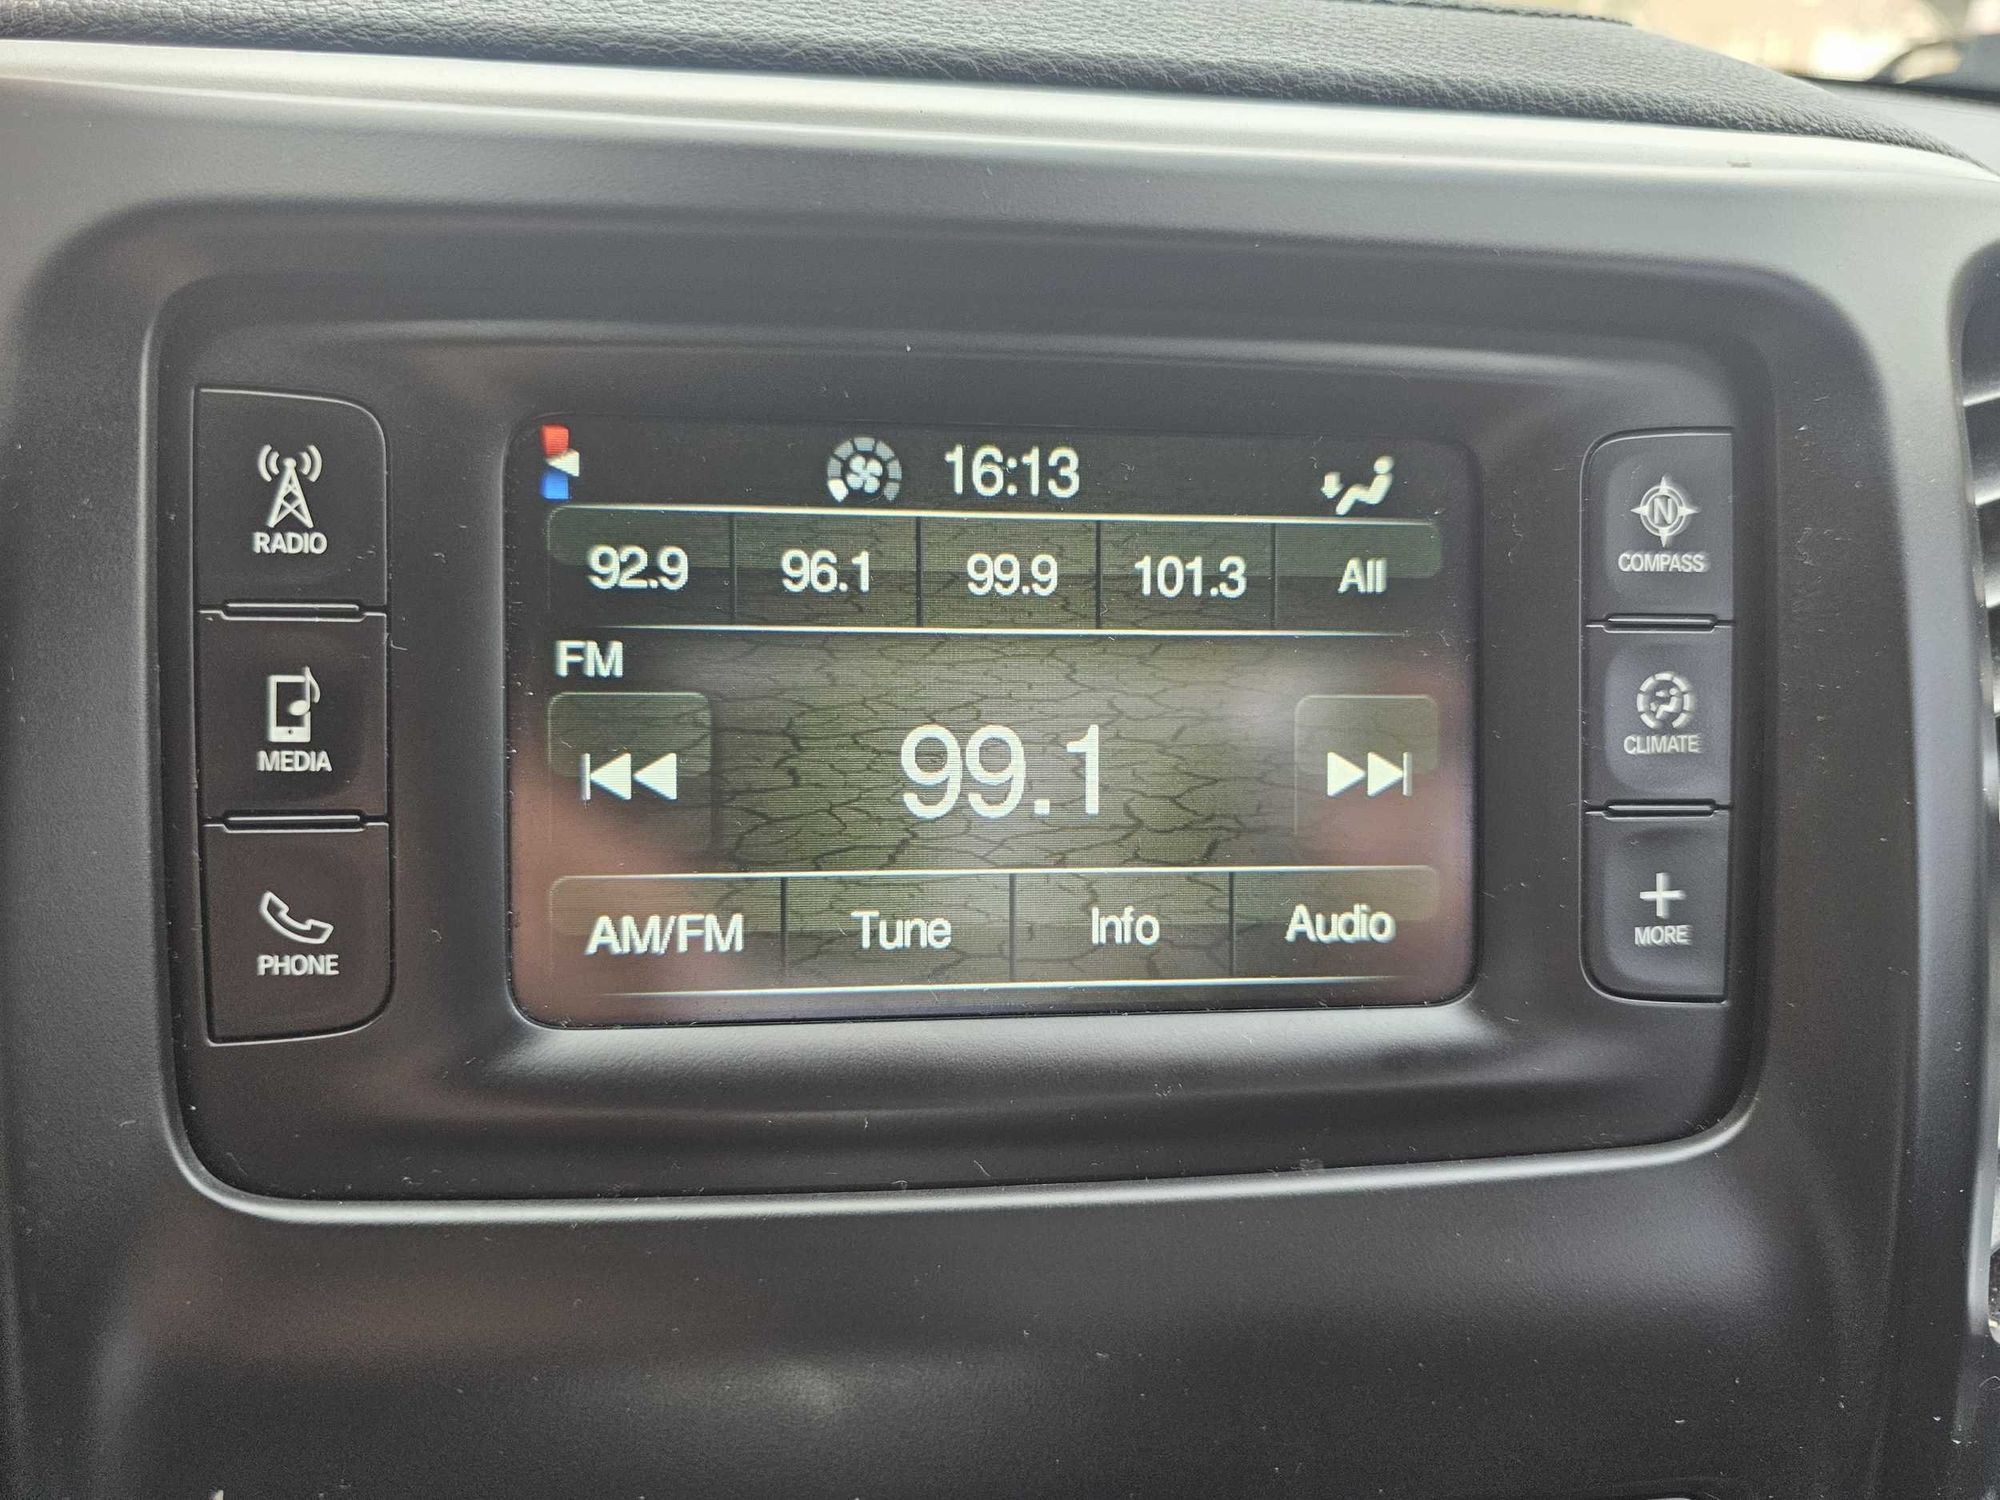 16:13
92.9 96.1 99.9 101.3 All
FM
99.1
AM/FM Tune Info Audio
RADIO
MEDIA
PHONE
N
COMPASS
CLIMATE
MORE